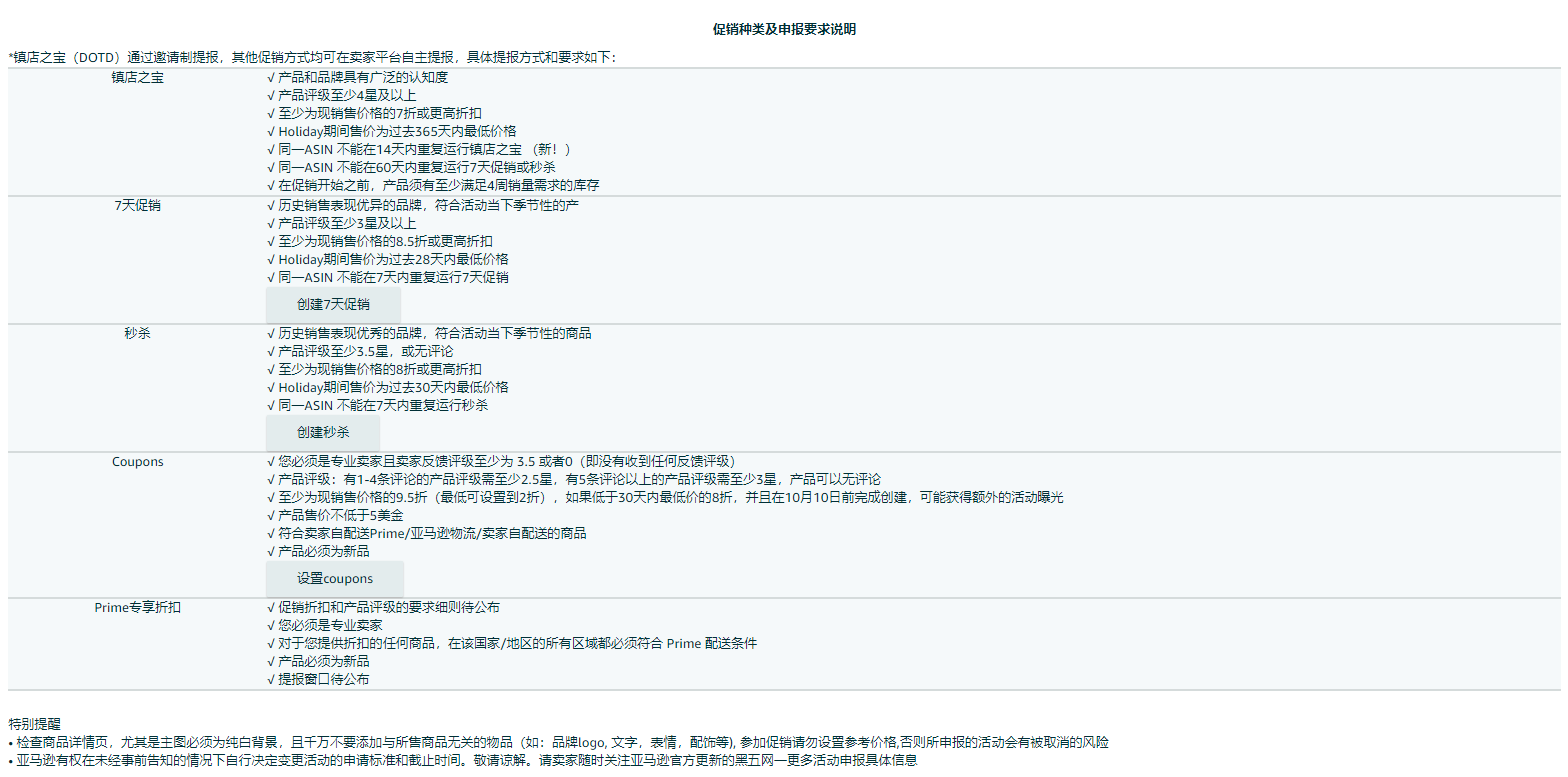 促销种类及申报要求说明
*镇店之宝（DOTD）通过邀请制提报，其他促销方式均可在卖家平台自主提报，具体提报方式和要求如下：
镇店之宝
√ 产品和品牌具有广泛的认知度
√ 产品评级至少4星及以上
√ 至少为现销售价格的7折或更高折扣
√ Holiday期间售价为过去365天内最低价格
√ 同一ASIN 不能在14天内重复运行镇店之宝 （新！）
√ 同一ASIN 不能在60天内重复运行7天促销或秒杀
√ 在促销开始之前，产品须有至少满足4周销量需求的库存
7天促销
√ 历史销售表现优异的品牌，符合活动当下季节性的产
√ 产品评级至少3星及以上
√ 至少为现销售价格的8.5折或更高折扣
√ Holiday期间售价为过去28天内最低价格
√ 同一ASIN 不能在7天内重复运行7天促销
创建7天促销
秒杀
√ 历史销售表现优秀的品牌，符合活动当下季节性的商品
√ 产品评级至少3.5星，或无评论
√ 至少为现销售价格的8折或更高折扣
√ Holiday期间售价为过去30天内最低价格
√ 同一ASIN 不能在7天内重复运行秒杀
创建秒杀
Coupons
√ 您必须是专业卖家且卖家反馈评级至少为 3.5 或者0（即没有收到任何反馈评级）
√ 产品评级：有1-4条评论的产品评级需至少2.5星，有5条评论以上的产品评级需至少3星，产品可以无评论
√ 至少为现销售价格的9.5折（最低可设置到2折），如果低于30天内最低价的8折，并且在10月10日前完成创建，可能获得额外的活动曝光
√ 产品售价不低于5美金
√ 符合卖家自配送Prime/亚马逊物流/卖家自配送的商品
√ 产品必须为新品
设置coupons
Prime专享折扣
√ 促销折扣和产品评级的要求细则待公布
√ 您必须是专业卖家
√ 对于您提供折扣的任何商品，在该国家/地区的所有区域都必须符合 Prime 配送条件
√ 产品必须为新品
√ 提报窗口待公布
特别提醒
• 检查商品详情页，尤其是主图必须为纯白背景，且千万不要添加与所售商品无关的物品（如：品牌logo, 文字，表情，配饰等), 参加促销请勿设置参考价格,否则所申报的活动会有被取消的风险
• 亚马逊有权在未经事前告知的情况下自行决定变更活动的申请标准和截止时间。敬请谅解。请卖家随时关注亚马逊官方更新的黑五网一更多活动申报具体信息